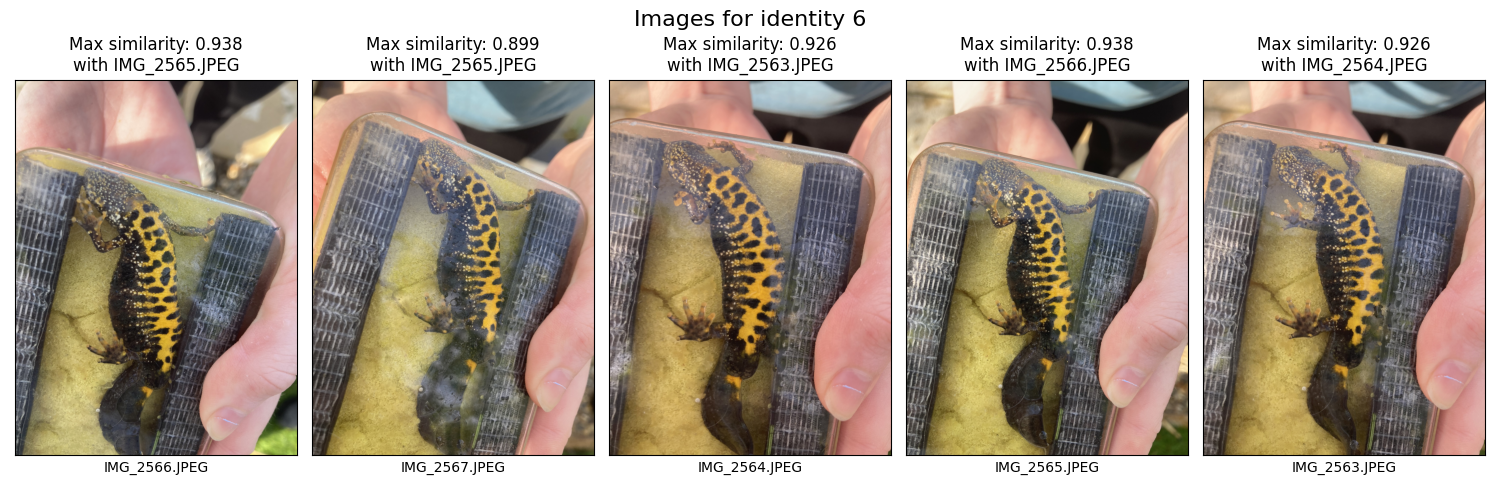 Images for identity 6
Max similarity: 0.938
with IMG_2565.JPEG
Max similarity: 0.899
with IMG_2565.JPEG
Max similarity: 0.926
with IMG_2563.JPEG
Max similarity: 0.938
with IMG_2566.JPEG
Max similarity: 0.926
with IMG_2564.JPEG
IMG_2566.JPEG
IMG_2567.JPEG
IMG_2564.JPEG
IMG_2565.JPEG
IMG_2563.JPEG